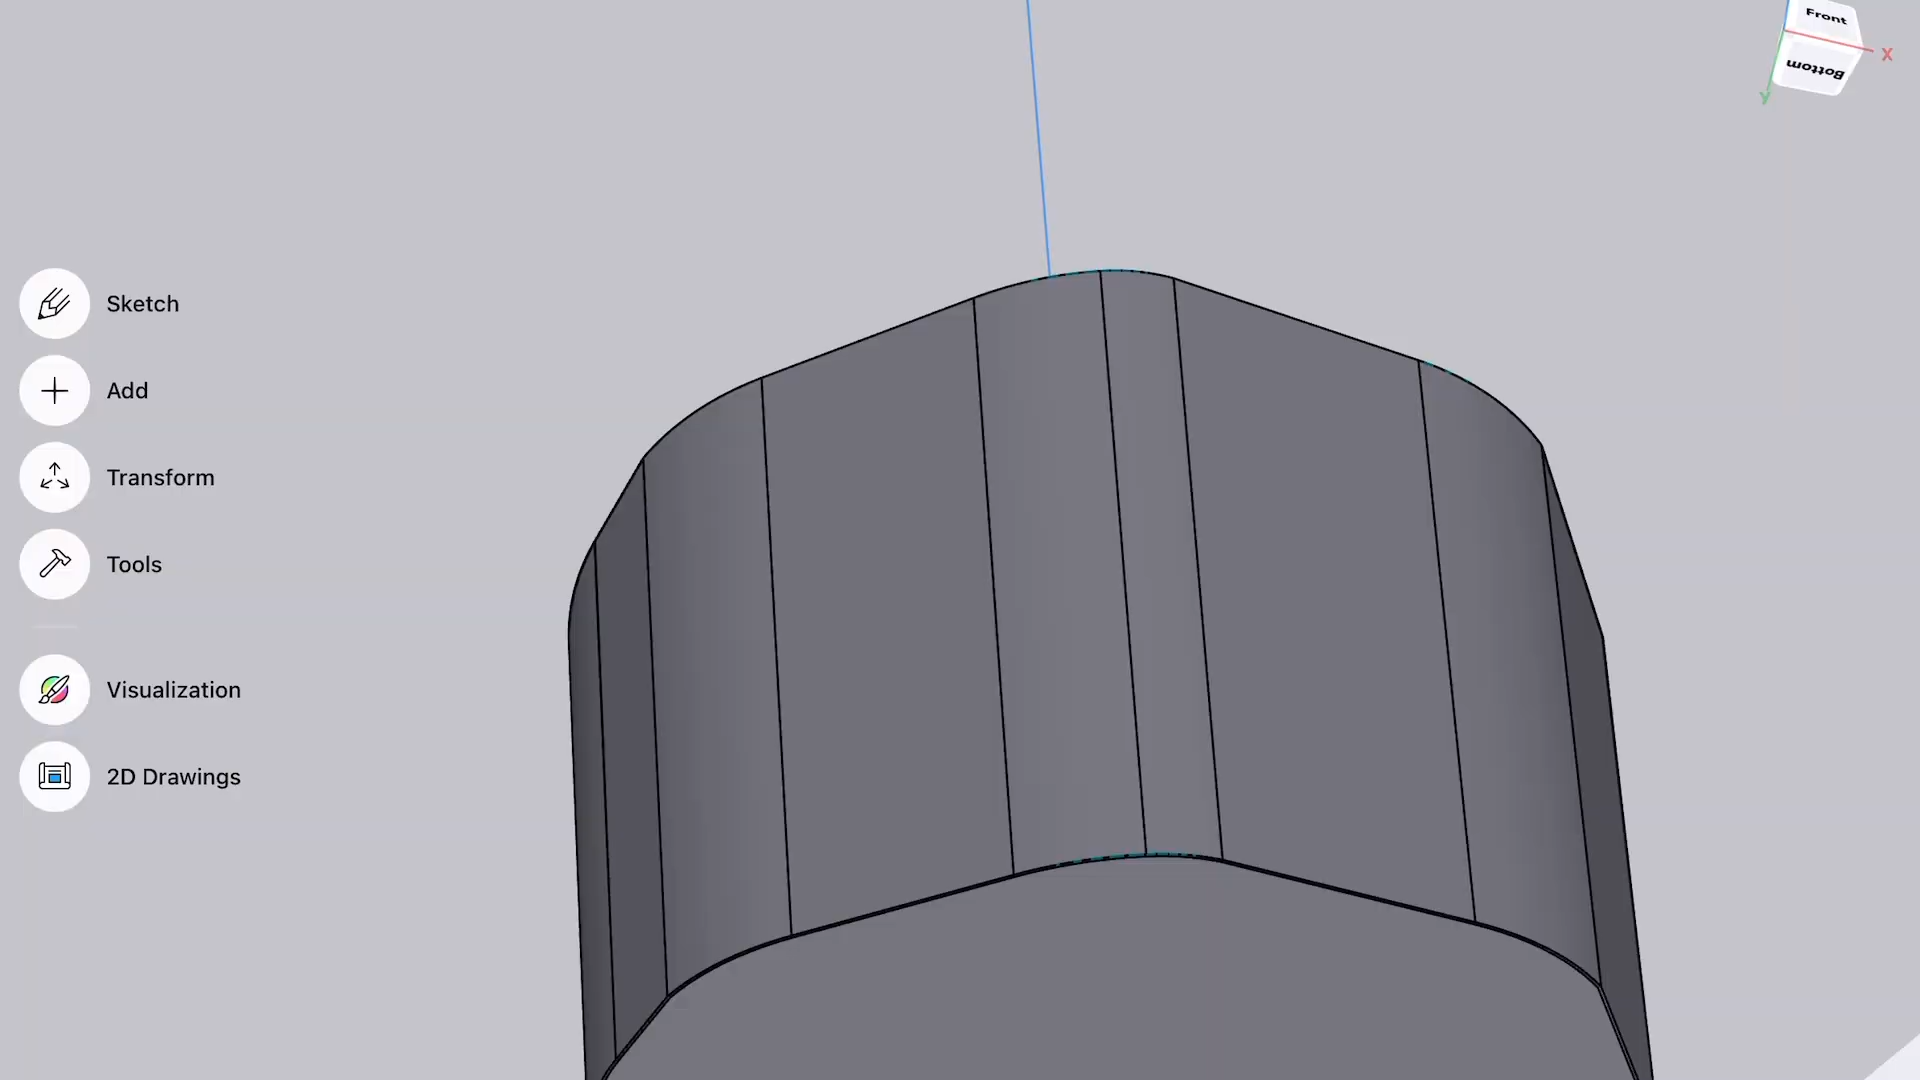 Front
X
Bottom
Y
Sketch
Add
Transform
Tools
Visualization
2D Drawings